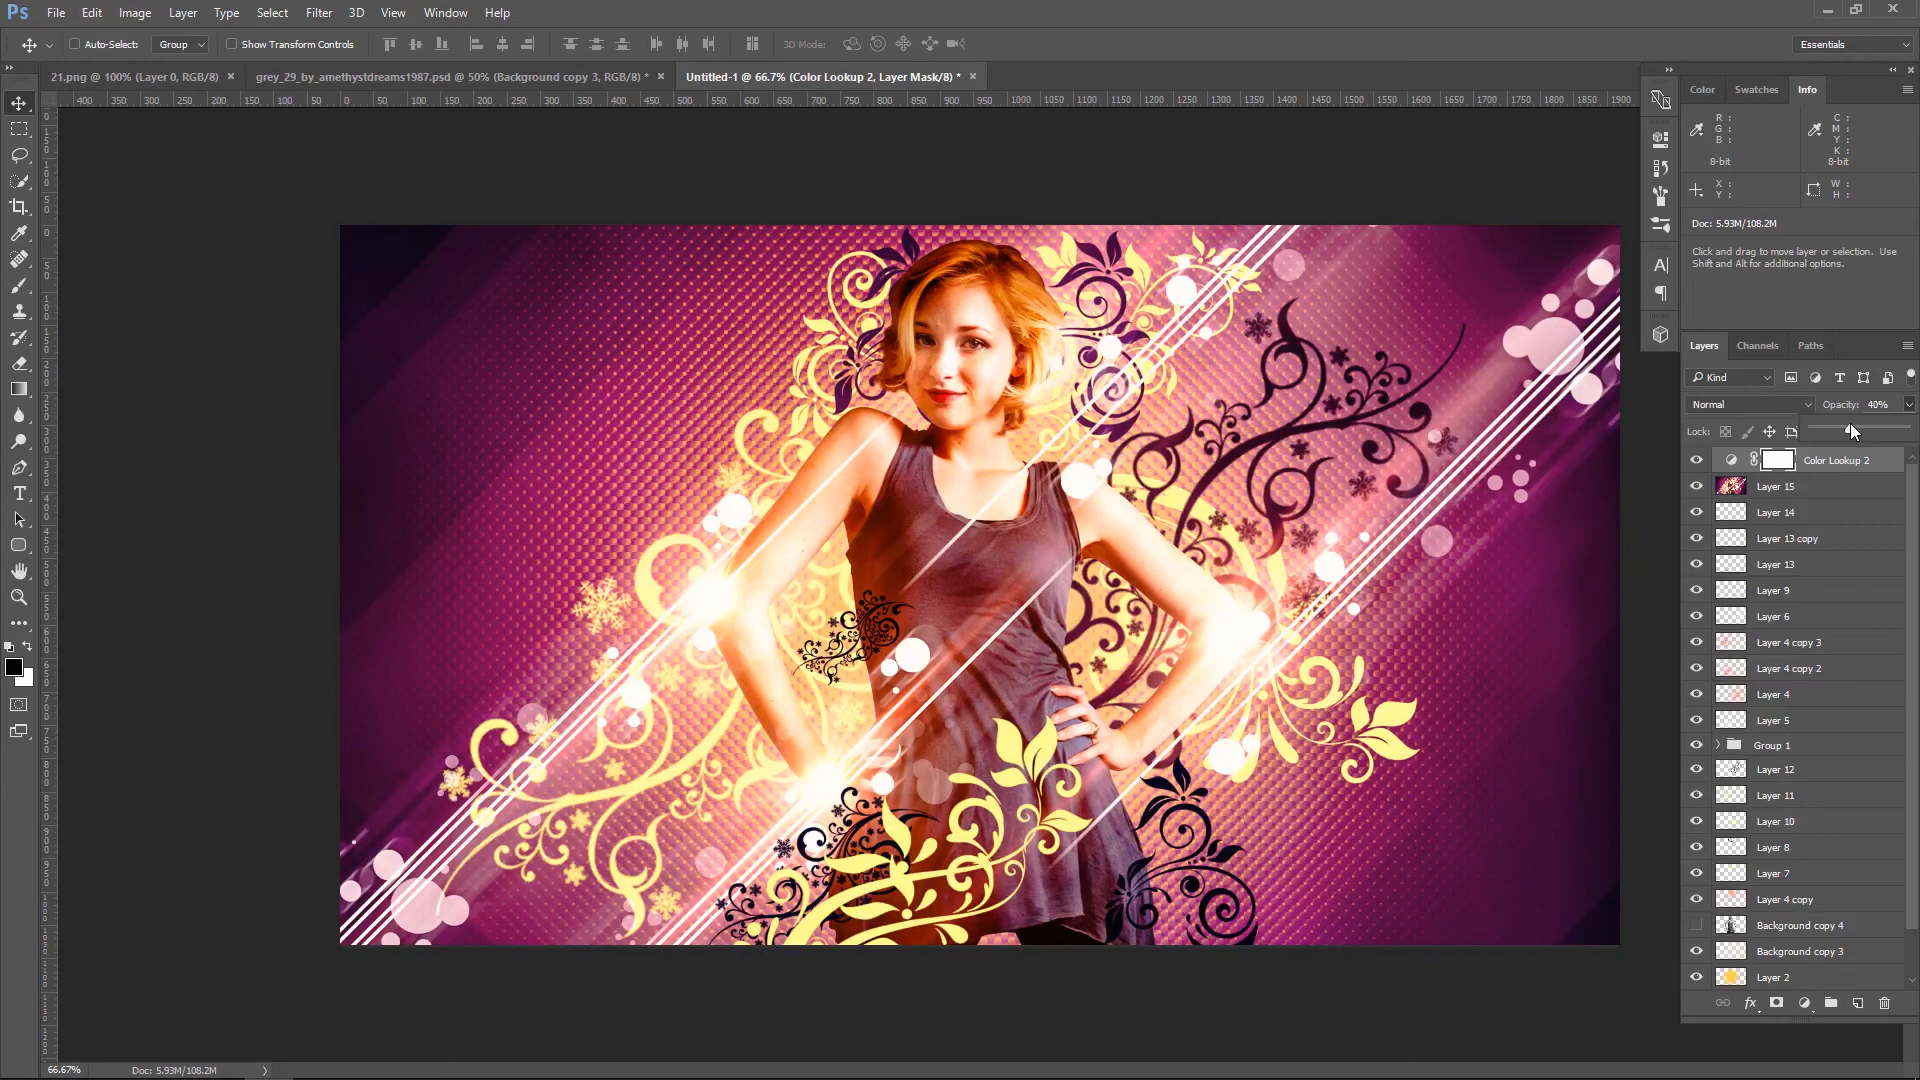 Ps File Edit Image Layer Type Select Filter 3D View Window Help
Auto-Select: Group Show Transform Controls 3D Mode: Essentials
21.png @ 100% (Layer 0, RGB/8) × grey_29_by_amethystdreams1987.psd @ 50% (Background copy 3, RGB/8) * × Untitled-1 @ 66.7% (Color Lookup 2, Layer Mask/8) * ×
400 350 300 250 200 150 100 50 0 50 100 150 200 250 300 350 400 450 500 550 600 650 700 750 800 850 900 950 1000 1050 1100 1150 1200 1250 1300 1350 1400 1450 1500 1550 1600 1650 1700 1750 1800 1850 1900
Color Swatches Info
R : C :
G : M :
B : Y :
K :
8-bit 8-bit
X : W :
Y : H :
Doc: 5.93M/108.2M
Click and drag to move layer or selection. Use
Shift and Alt for additional options.
Layers Channels Paths
Kind
Normal Opacity: 40%
Lock:
Color Lookup 2
Layer 15
Layer 14
Layer 13 copy
Layer 13
Layer 9
Layer 6
Layer 4 copy 3
Layer 4 copy 2
Layer 4
Layer 5
Group 1
Layer 12
Layer 11
Layer 10
Layer 8
Layer 7
Layer 4 copy
Background copy 4
Background copy 3
Layer 2
fx
66.67% Doc: 5.93M/108.2M